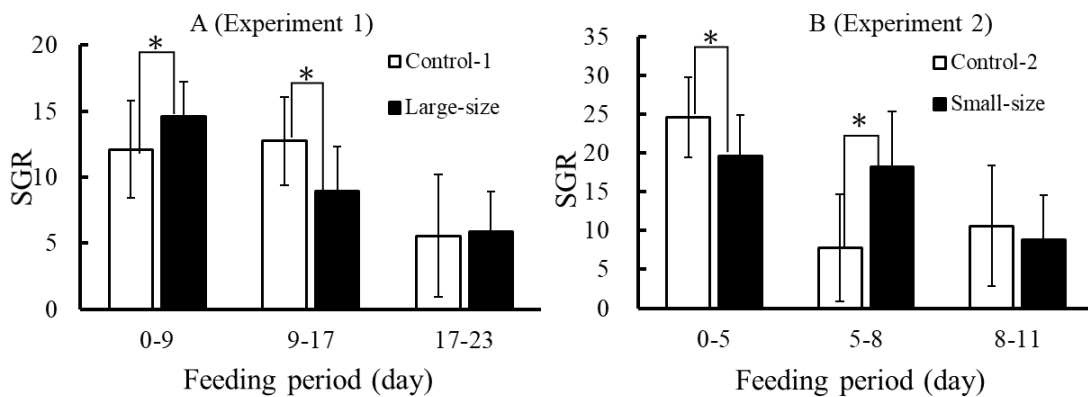 A (Experiment 1)
20
15
10
5
0
SGR
*
*
Control-1
Large-size
0-9
9-17
17-23
Feeding period (day)
B (Experiment 2)
35
30
25
20
15
10
5
0
SGR
*
*
Control-2
Small-size
0-5
5-8
8-11
Feeding period (day)